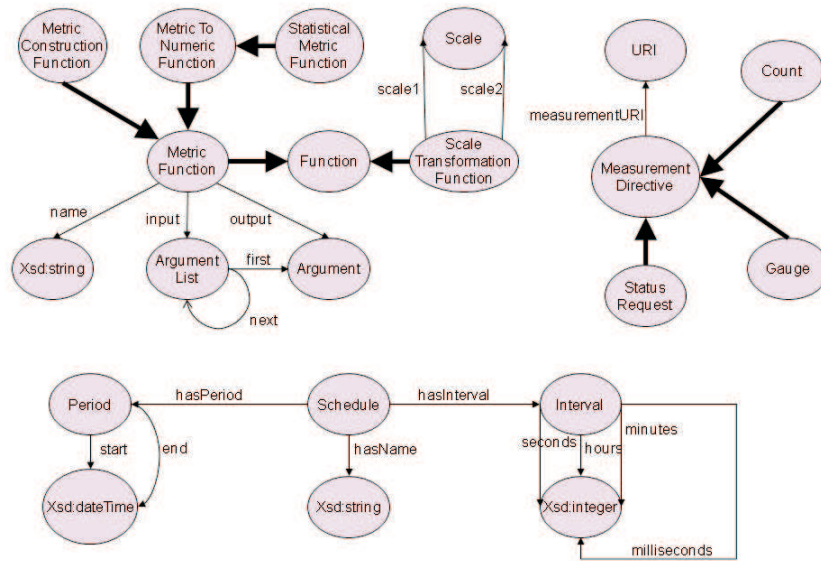 Metric
Construction
Function
Metric To
Numeric
Function
Statistical
Metric
Function
Scale
URI
Count
scale1
scale2
measurementURI
Metric
Function
Function
Scale
Transformation
Function
Measurement
Directive
name
input
output
Xsd:string
Argument
List
first
Argument
next
Status
Request
Gauge
Period
hasPeriod
Schedule
hasInterval
Interval
start
end
hasName
seconds
hours
minutes
Xsd:dateTime
Xsd:string
Xsd:integer
milliseconds